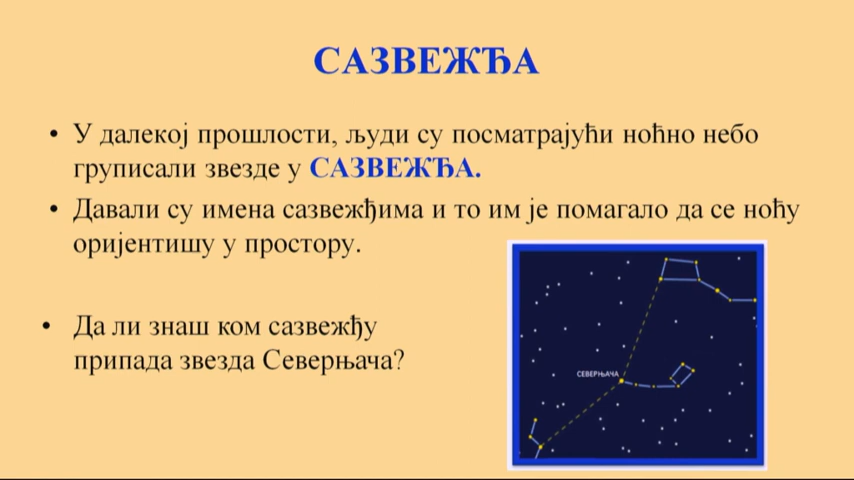 САЗВЕЖЂА
• У далекој прошлости, људи су посматрајући ноћно небо
груписали звезде у САЗВЕЖЂА.
• Давали су имена сазвежђима и то им је помагало да се ноћу
оријентишу у простору.
• Да ли знаш ком сазвежђу
припада звезда Северњача?
СЕВЕРЊАЧА